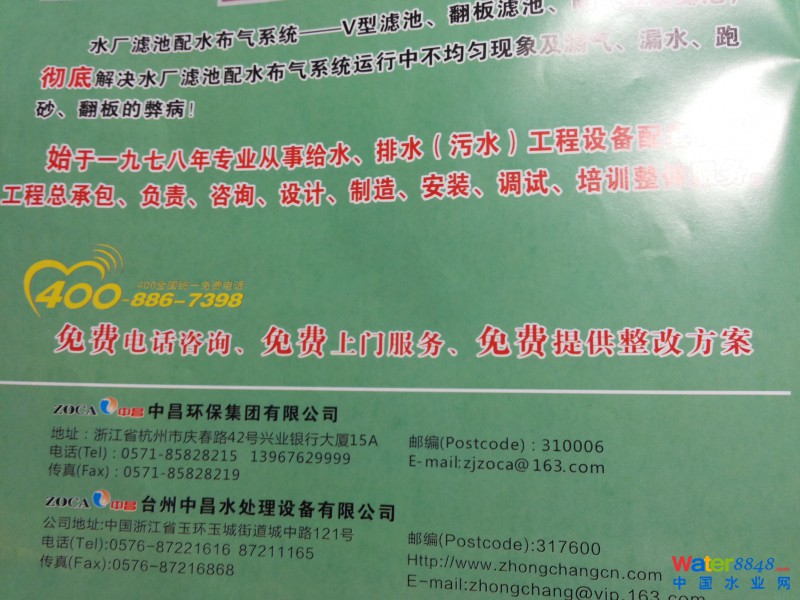 水厂滤池配水布气系统——V型滤池、翻板滤池、
彻底解决水厂滤池配水布气系统运行中不均匀现象及漏气、漏水、跑
砂、翻板的弊病!
始于一九七八年专业从事给水、排水(污水)工程设备配
工程总承包、负责、咨询、设计、制造、安装、调试、培训整
400全国统一免费电话
400-886-7398
免费电话咨询、免费上门服务、免费提供整改方案
ZOCA 中昌 中昌环保集团有限公司
地址:浙江省杭州市庆春路42号兴业银行大厦15A
电话(Tel):0571-85828215 13967629999
传真(Fax):0571-85828219
邮编(Postcode):310006
E-mail:zjzoca@163.com
ZOCA 中昌 台州中昌水处理设备有限公司
公司地址:中国浙江省玉环玉城街道城中路121号
电话(Tel):0576-87221616 87211165
传真(Fax):0576-87216868
邮编(Postcode):317600
Http://www.zhongchangcn.com
E-mail:zhongchang@vip.163.com
Water8848.com
中国水业网